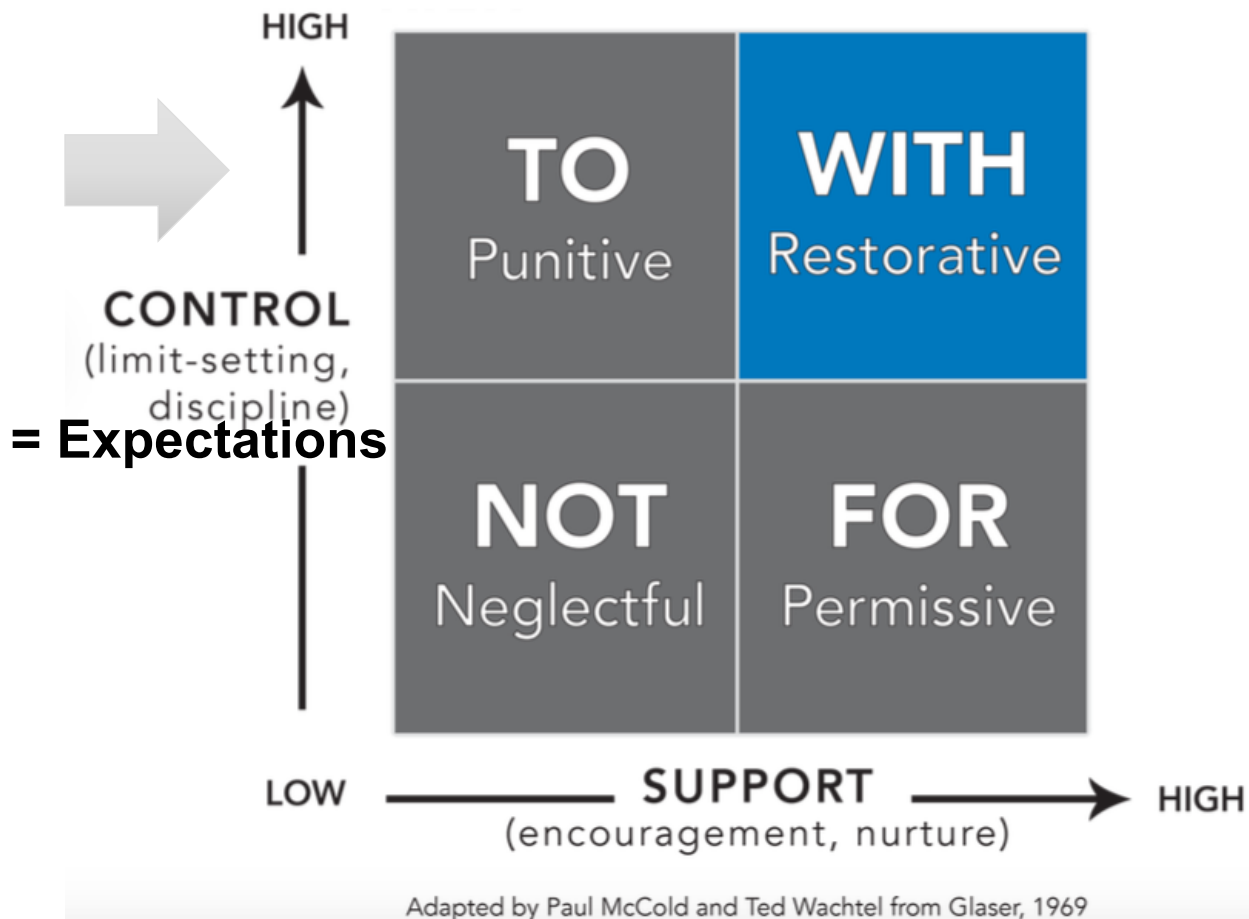 HIGH
TO
Punitive
WITH
Restorative
CONTROL
(limit-setting,
discipline)
= Expectations
NOT
Neglectful
FOR
Permissive
LOW
SUPPORT
(encouragement, nurture)
HIGH
Adapted by Paul McCold and Ted Wachtel from Glaser, 1969